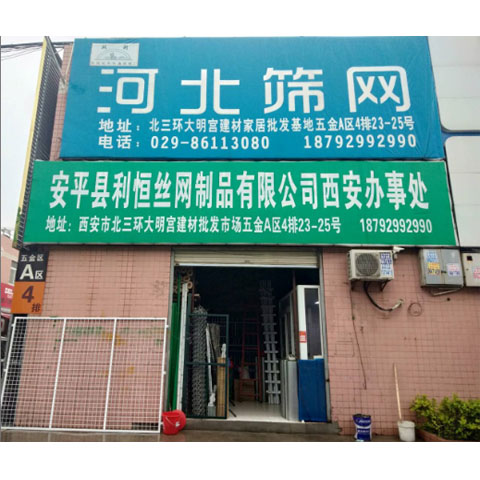 河北筛网
地址：北三环大明宫建材家居批发基地五金A区4排23-25号
电话：029-86113080 18792992990
安平县利恒丝网制品有限公司西安办事处
地址：西安市北三环大明宫建材批发市场五金A区4排23-25号 18792992990
五金区
A区
4排